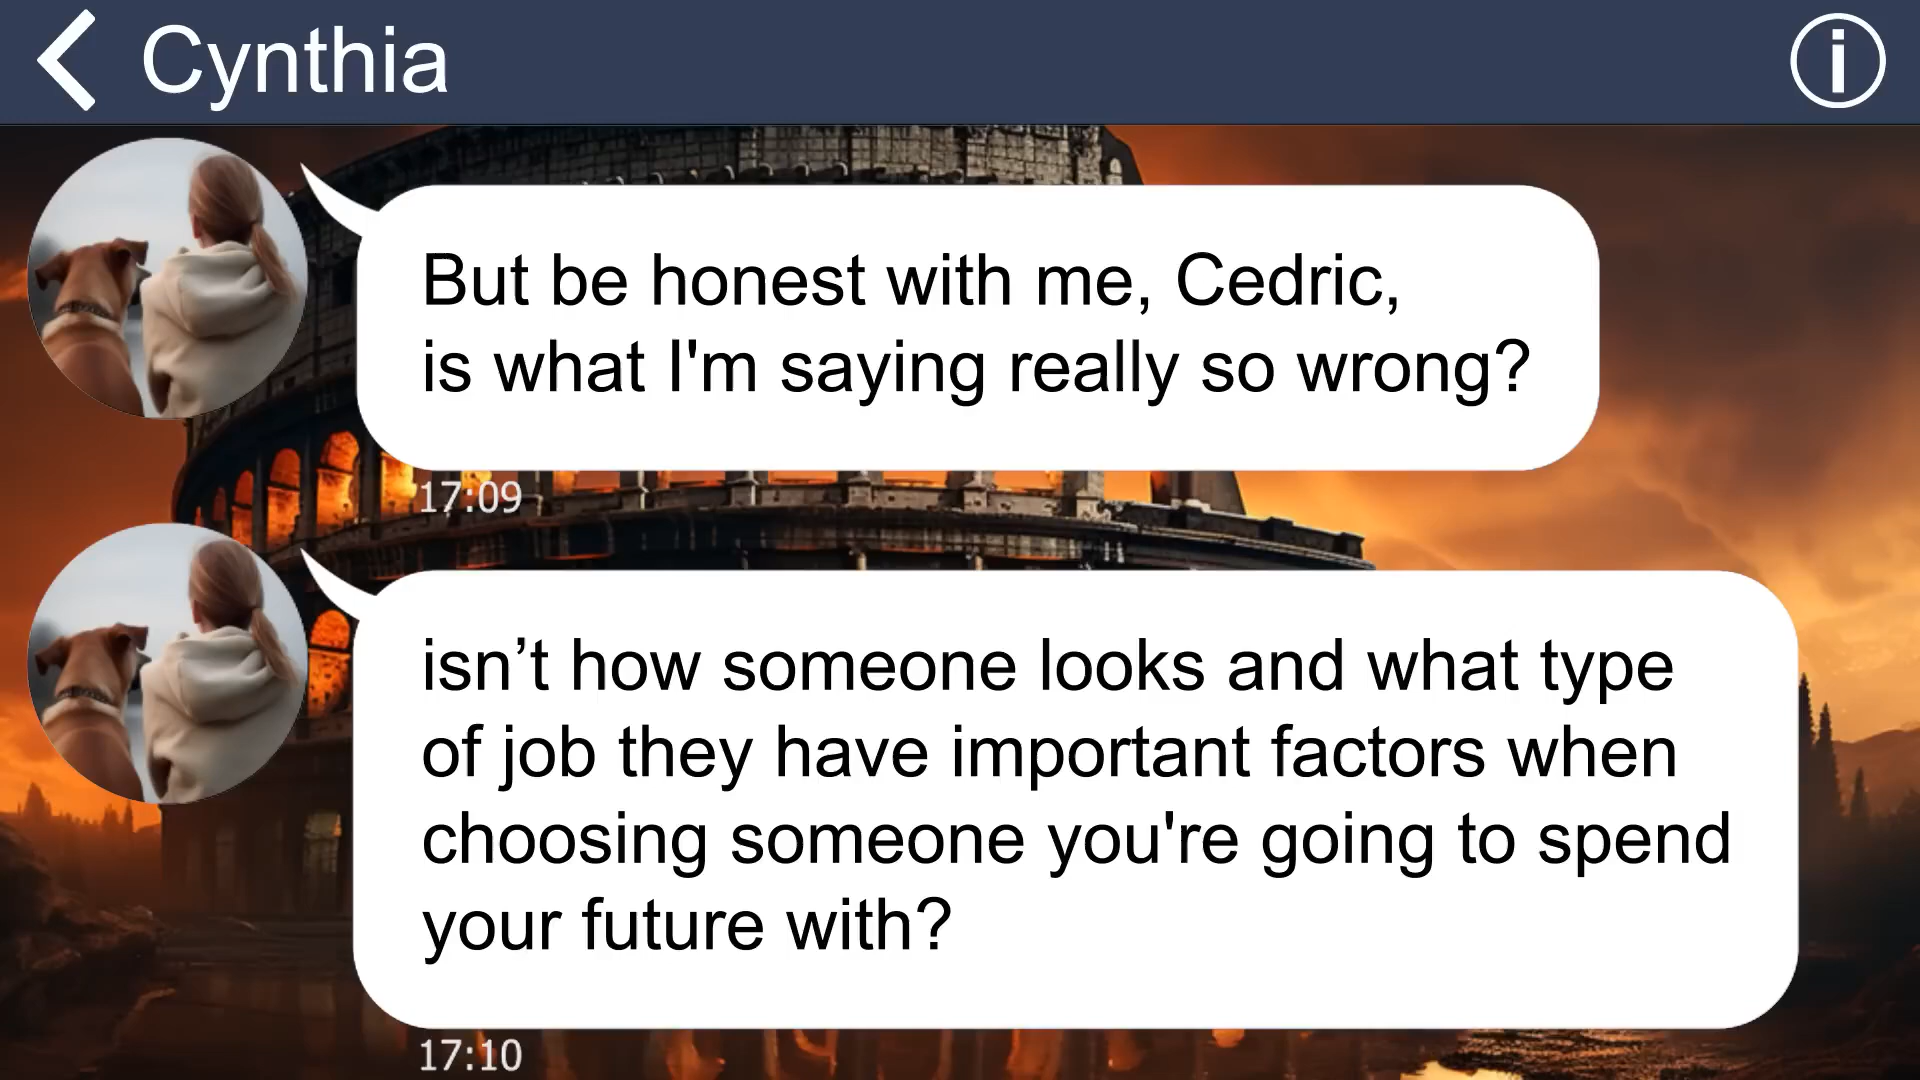 Cynthia
But be honest with me, Cedric,
is what I'm saying really so wrong?
17:09
isn’t how someone looks and what type
of job they have important factors when
choosing someone you're going to spend
your future with?
17:10